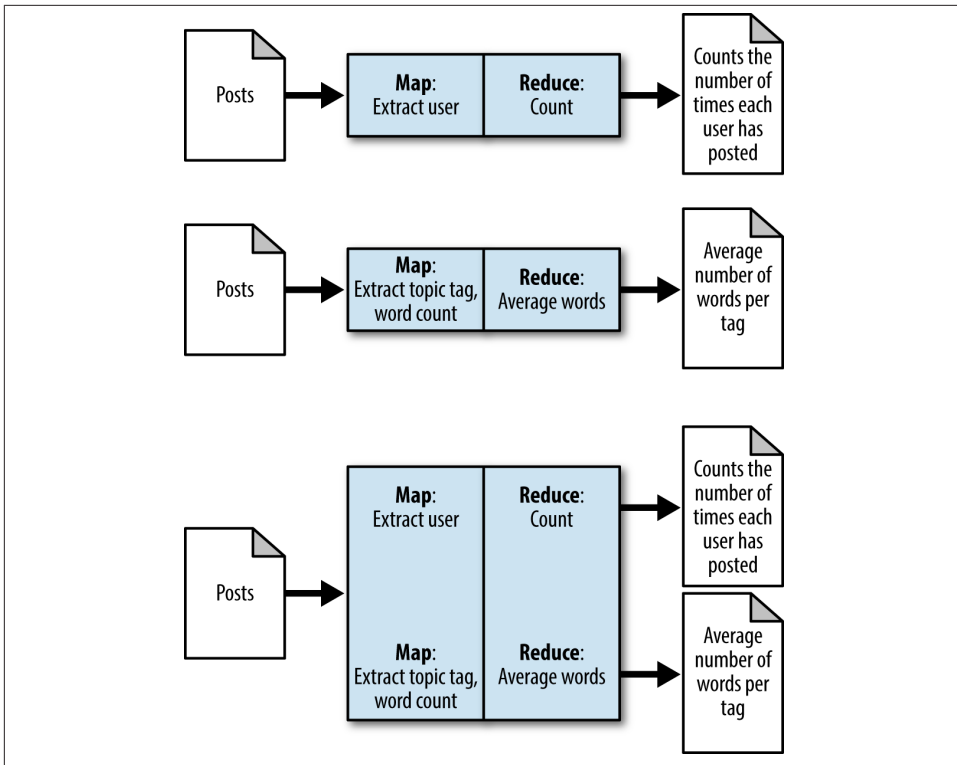 Posts
Map:
Extract user
Reduce:
Count
Counts the
number of
times each
user has
posted
Posts
Map:
Extract topic tag,
word count
Reduce:
Average words
Average
number of
words per
tag
Posts
Map:
Extract user
Reduce:
Count
Counts the
number of
times each
user has
posted
Map:
Extract topic tag,
word count
Reduce:
Average words
Average
number of
words per
tag